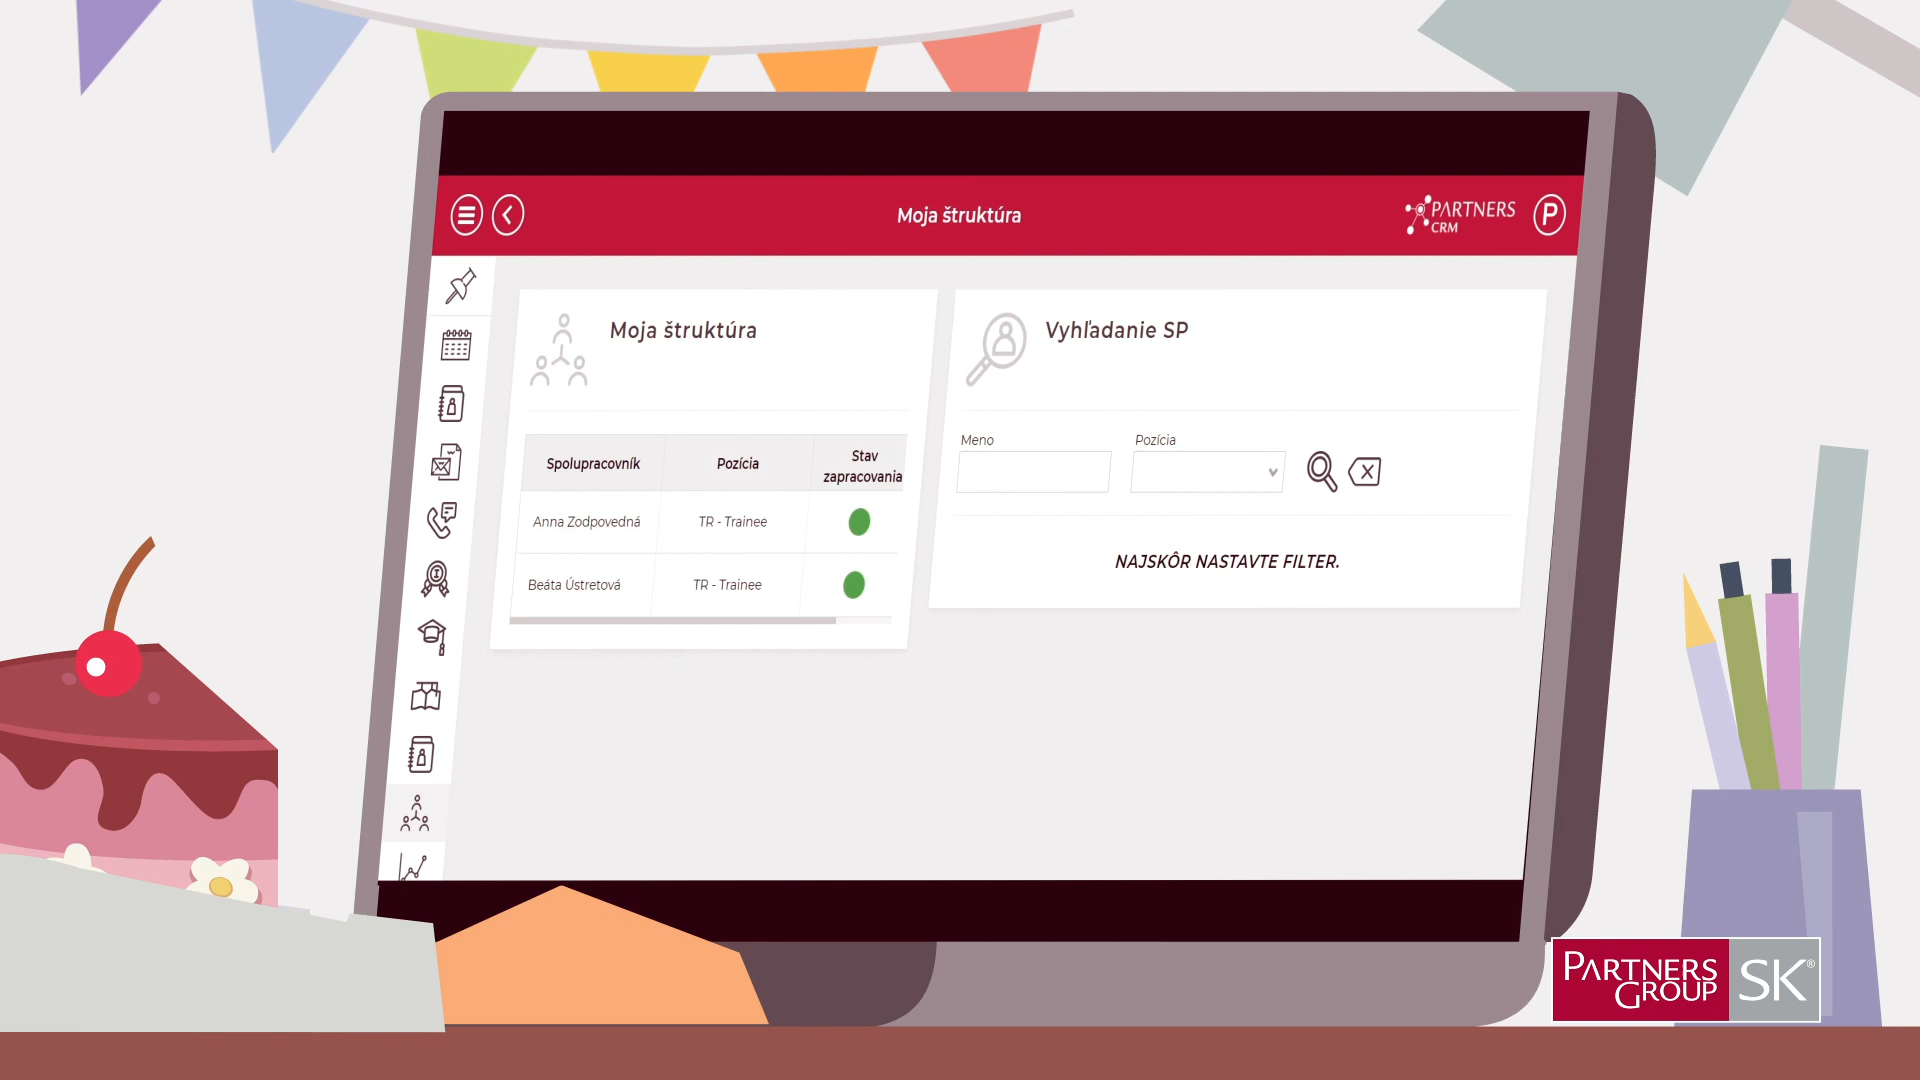 Moja štruktúra
PARTNERS
CRM
P
Moja štruktúra
Spolupracovník
Pozícia
Stav
zapracovania
Anna Zodpovedná
TR - Trainee
Beáta Ústretová
TR - Trainee
Vyhľadanie SP
Meno
Pozícia
NAJSKÔR NASTAVTE FILTER.
PARTNERS
GROUP
SK®